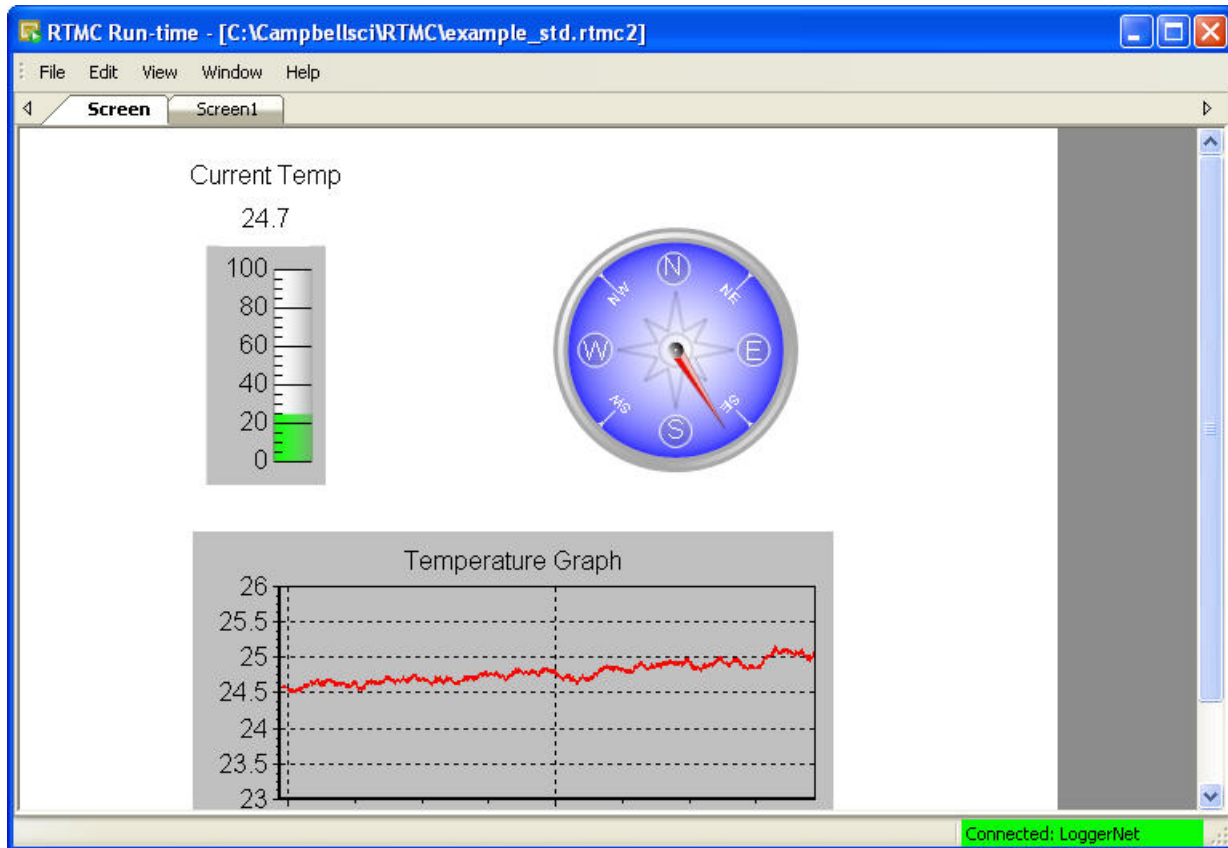 RTMC Run-time - [C:\Campbellsci\RTMC\example_std.rtmc2]
File Edit View Window Help
Screen Screen1
Current Temp
24.7
100
80
60
40
20
0
N
NE
E
SE
S
SW
W
NW
Temperature Graph
26
25.5
25
24.5
24
23.5
23
Connected: LoggerNet